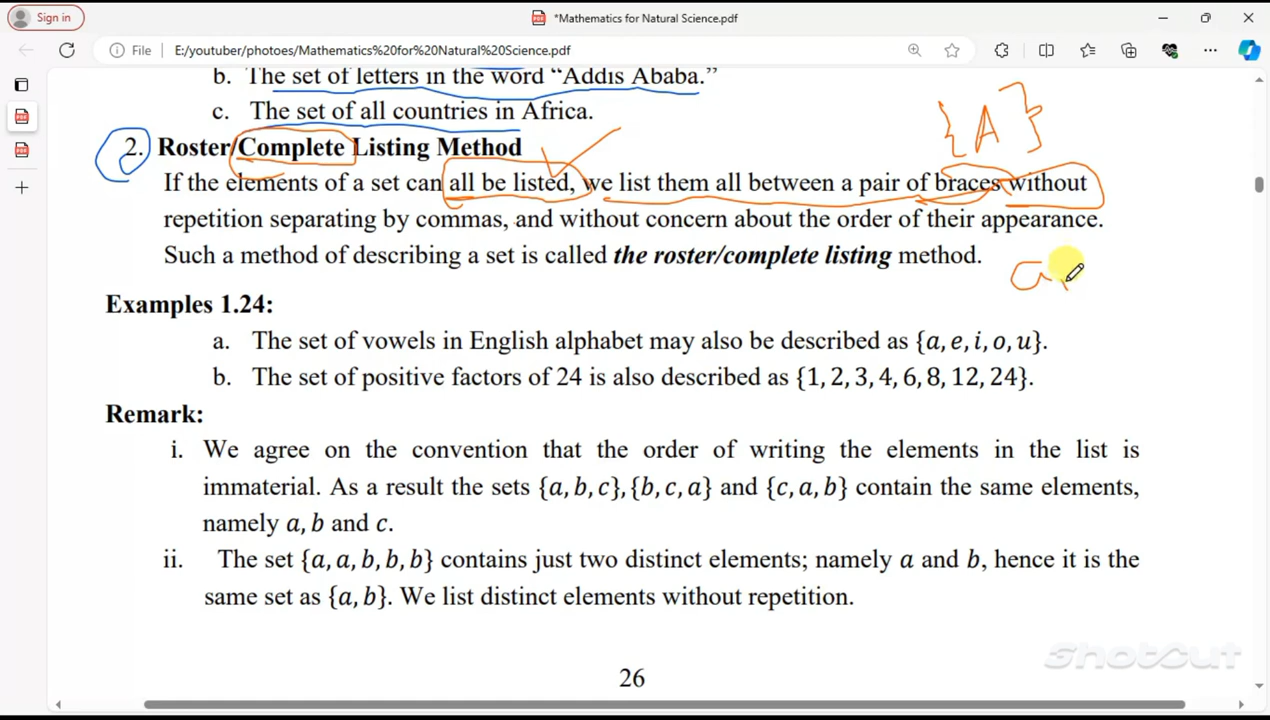 Sign in
*Mathematics for Natural Science.pdf
File E:/youtuber/photoes/Mathematics%20for%20Natural%20Science.pdf
b. The set of letters in the word “Addis Ababa.”
c. The set of all countries in Africa.
{A}
2. Roster/Complete Listing Method
If the elements of a set can all be listed, we list them all between a pair of braces without
repetition separating by commas, and without concern about the order of their appearance.
Such a method of describing a set is called the roster/complete listing method.
Examples 1.24:
a. The set of vowels in English alphabet may also be described as {a, e, i, o, u}.
b. The set of positive factors of 24 is also described as {1, 2, 3, 4, 6, 8, 12, 24}.
Remark:
i. We agree on the convention that the order of writing the elements in the list is
immaterial. As a result the sets {a, b, c}, {b, c, a} and {c, a, b} contain the same elements,
namely a, b and c.
ii. The set {a, a, b, b, b} contains just two distinct elements; namely a and b, hence it is the
same set as {a, b}. We list distinct elements without repetition.
26
Shotcut